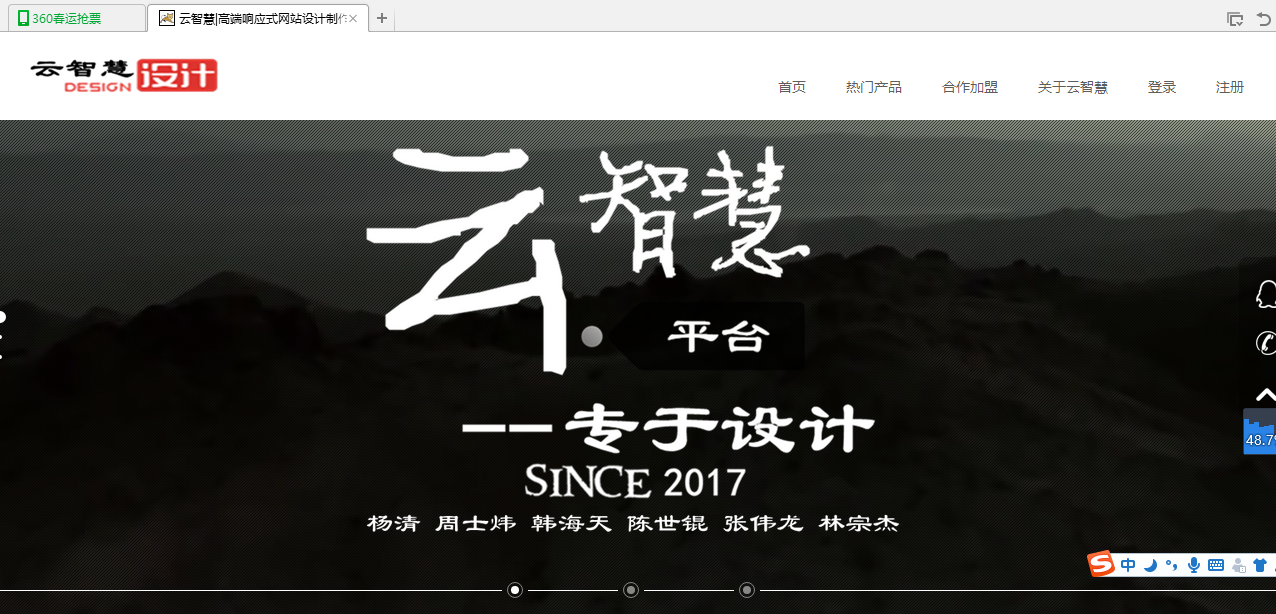 360春运抢票
云智慧|高端响应式网站设计制作
云智慧 设计
DESIGN
首页 热门产品 合作加盟 关于云智慧 登录 注册
云智慧
平台
——专于设计
SINCE 2017
杨清 周士炜 韩海天 陈世锟 张伟龙 林宗杰
48.79
中